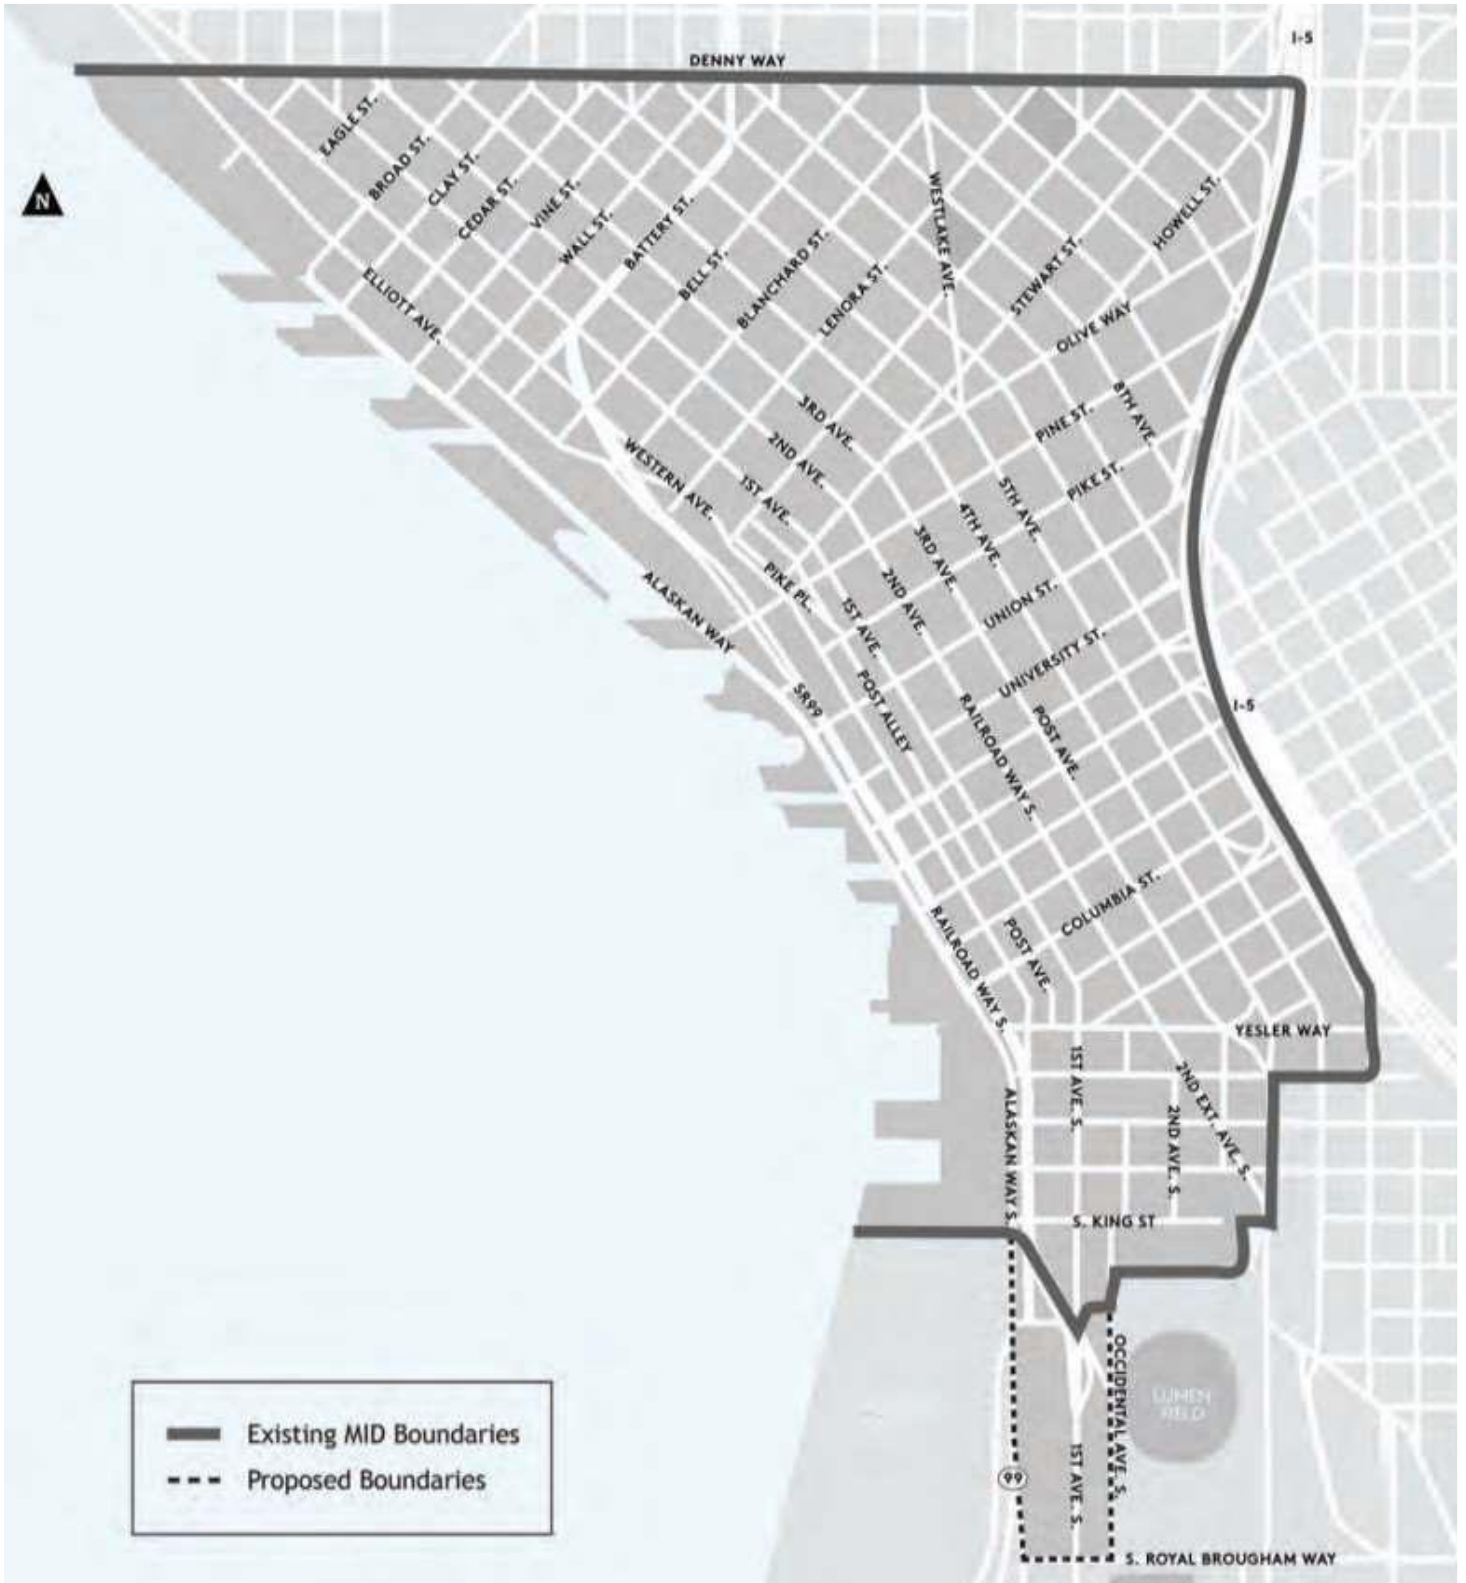 I-5
DENNY WAY
EAGLE ST.
BROAD ST.
CLAY ST.
CEDAR ST.
VINE ST.
WALL ST.
BATTERY ST.
BELL ST.
BLANCHARD ST.
LENORA ST.
WESTLAKE AVE.
STEWART ST.
HOWELL ST.
N
ELLIOTT AVE.
OLIVE WAY
8TH AVE.
PINE ST.
PIKE ST.
3RD AVE.
2ND AVE.
1ST AVE.
WESTERN AVE.
5TH AVE.
4TH AVE.
3RD AVE.
2ND AVE.
1ST AVE.
PIKE PL.
ALASKAN WAY
UNION ST.
UNIVERSITY ST.
SR99
POST ALLEY
RAILROAD WAY S.
POST AVE.
I-5
COLUMBIA ST.
RAILROAD WAY S.
POST AVE.
YESLER WAY
1ST AVE. S.
2ND EXT. AVE. S.
2ND AVE. S.
ALASKAN WAY S.
S. KING ST
OCCIDENTAL AVE. S.
LUMEN
FIELD
1ST AVE. S.
99
S. ROYAL BROUGHAM WAY
Existing MID Boundaries
Proposed Boundaries